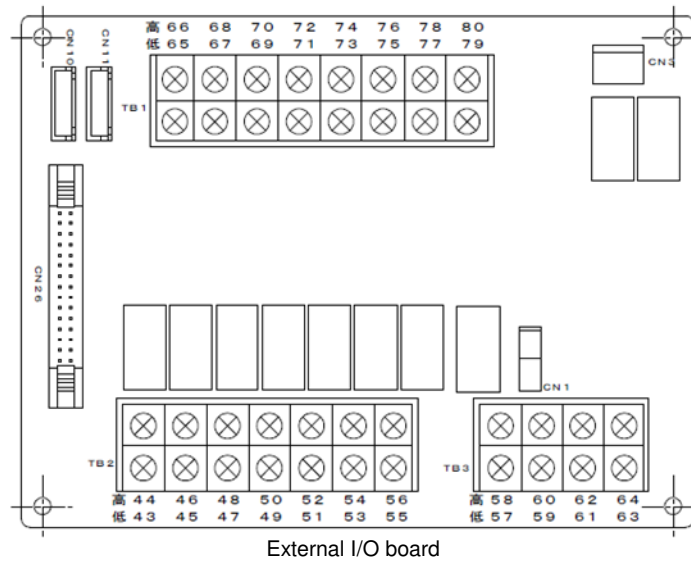 高 66 68 70 72 74 76 78 80
低 65 67 69 71 73 75 77 79
CN10
CN11
CN3
TB1
CN26
CN1
TB2
TB3
高 44 46 48 50 52 54 56
低 43 45 47 49 51 53 55
高 58 60 62 64
低 57 59 61 63
External I/O board